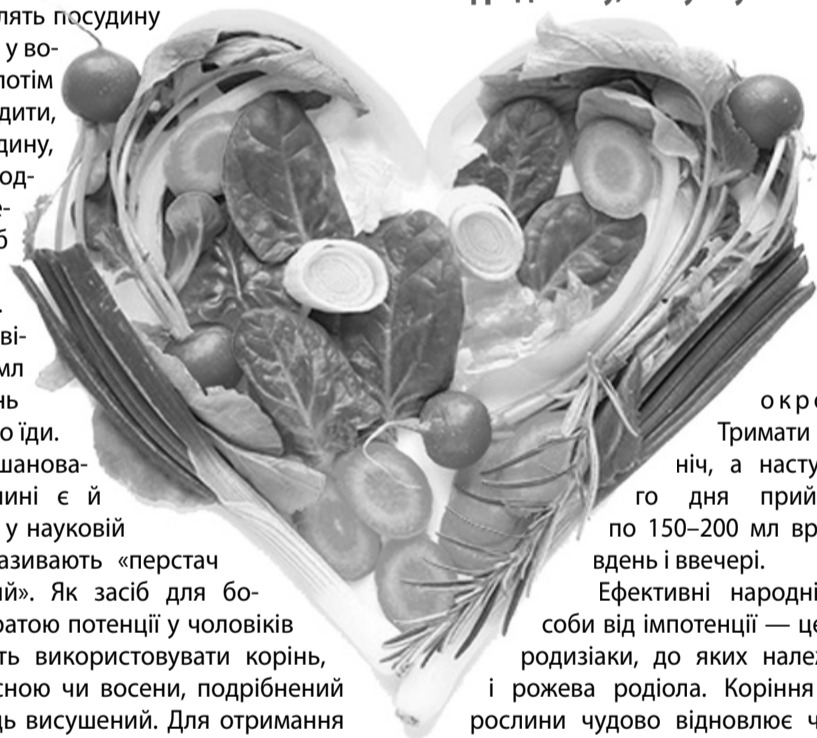 лять посудину
у во-
потім
дити,
дину,
од-
е-
б
.
ві-
мл
нь
о їди.
шанова-
ині є й
у науковій
азивають «перстач
ий». Як засіб для бо-
ратою потенції у чоловіків
ть використовувати корінь,
сною чи восени, подрібнений
дь висушений. Для отримання
окро
Тримати
ніч, а насту
го дня прий
по 150–200 мл вр
вдень і ввечері.
Ефективні народні
соби від імпотенції — це
родизіаки, до яких належ
і рожева родіола. Коріння
рослини чудово відновлює ч